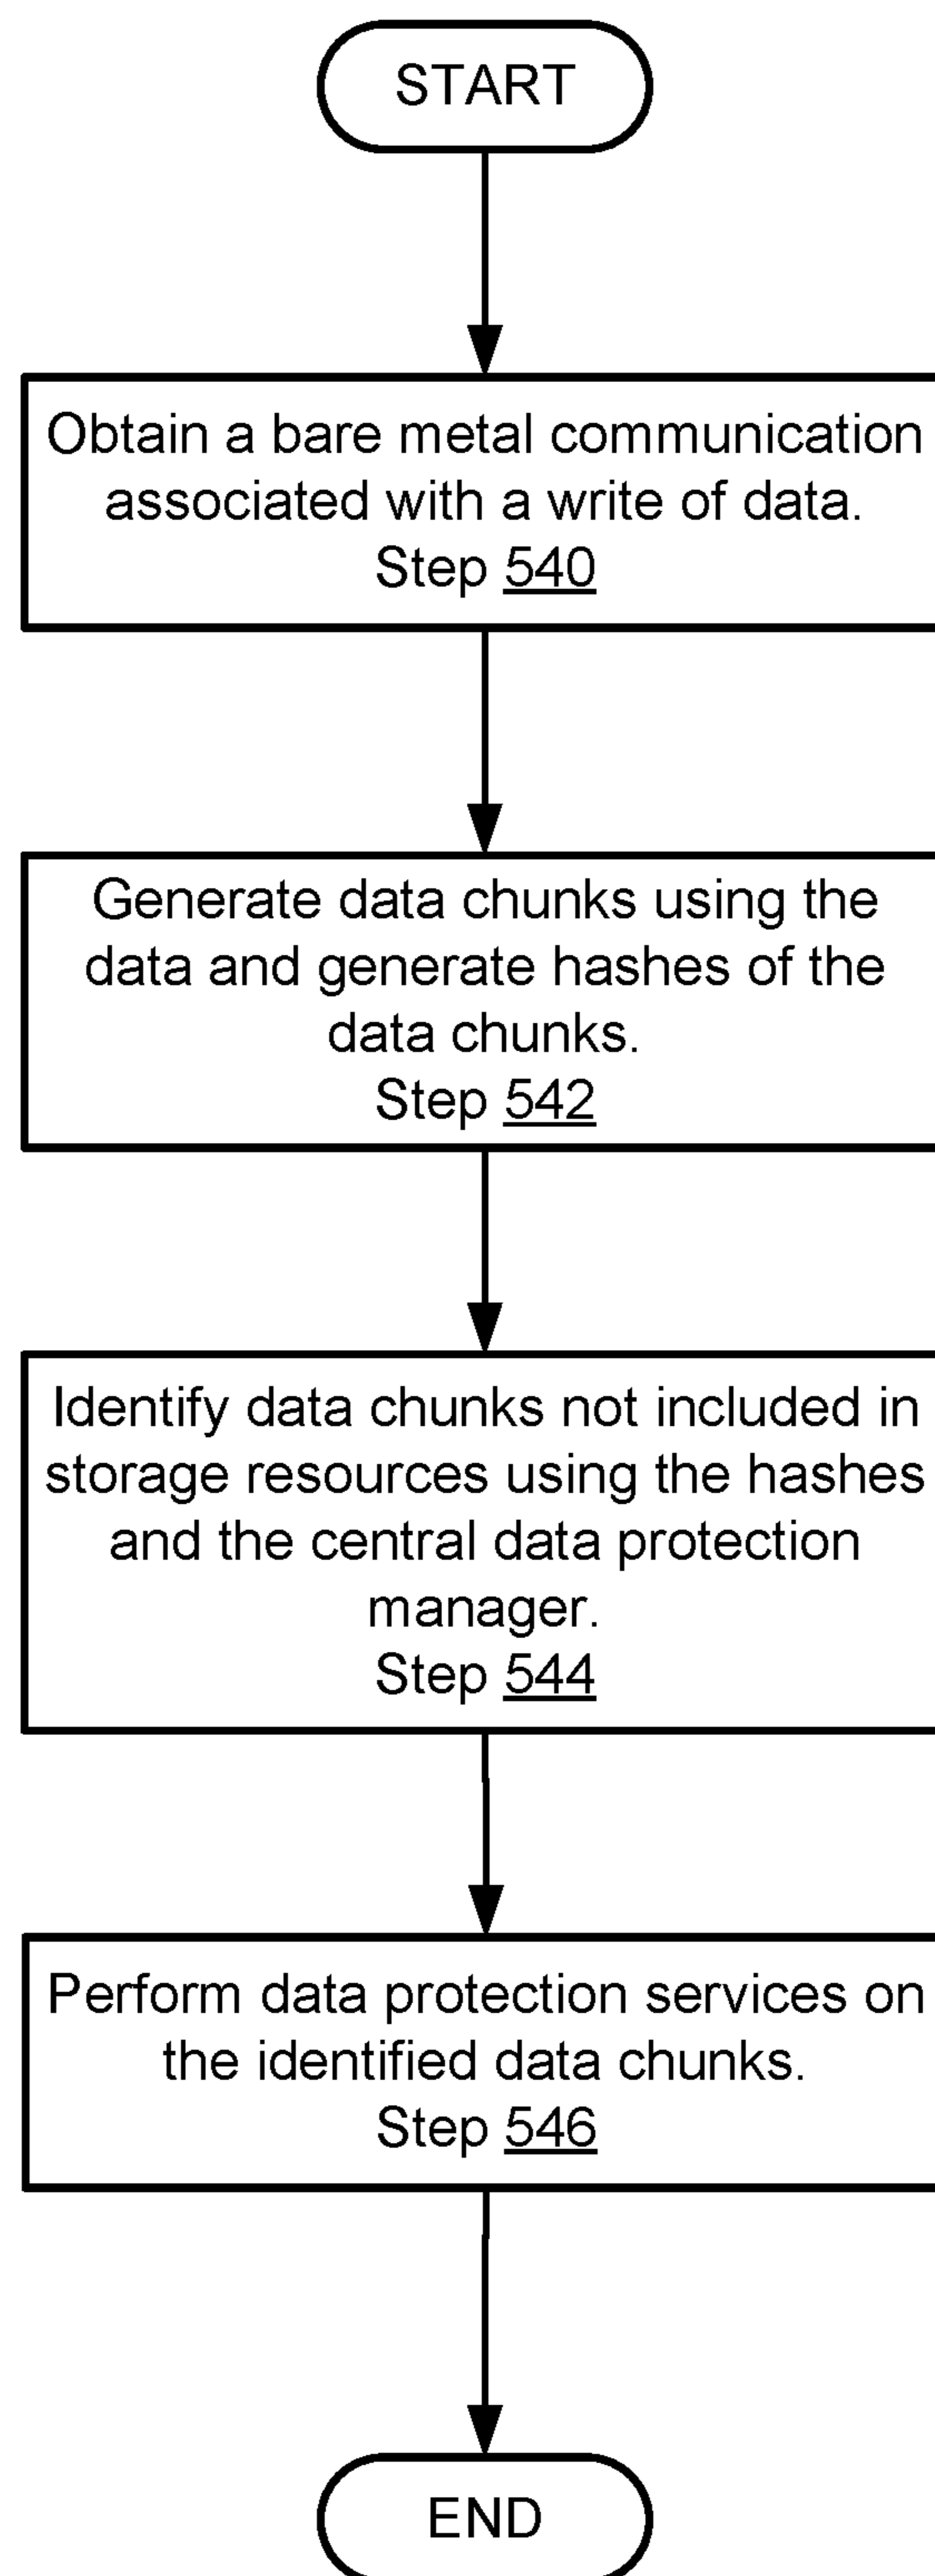 START
Obtain a bare metal communication
associated with a write of data.
Step 540
Generate data chunks using the
data and generate hashes of the
data chunks.
Step 542
Identify data chunks not included in
storage resources using the hashes
and the central data protection
manager.
Step 544
Perform data protection services on
the identified data chunks.
Step 546
END